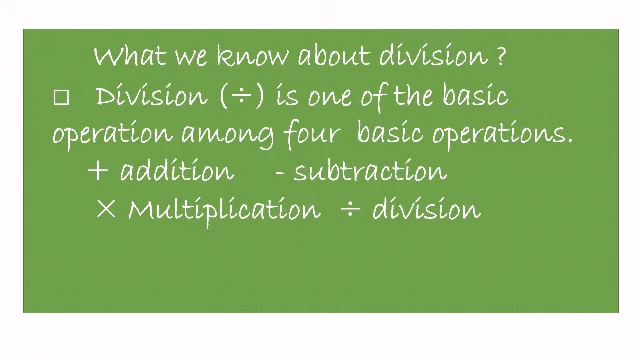 What we know about division ?
□ Division (÷) is one of the basic
operation among four basic operations.
+ addition - subtraction
× Multiplication ÷ division